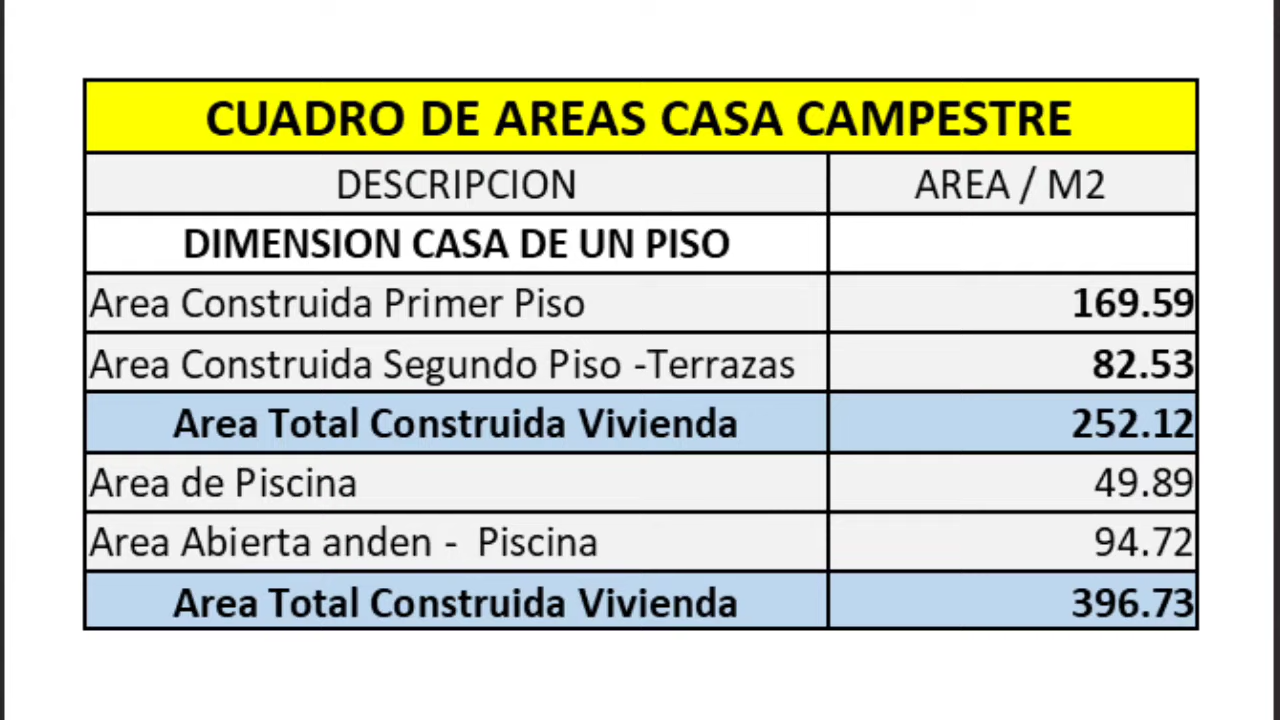 CUADRO DE AREAS CASA CAMPESTRE
DESCRIPCION AREA / M2
DIMENSION CASA DE UN PISO
Area Construida Primer Piso 169.59
Area Construida Segundo Piso -Terrazas 82.53
Area Total Construida Vivienda 252.12
Area de Piscina 49.89
Area Abierta anden - Piscina 94.72
Area Total Construida Vivienda 396.73